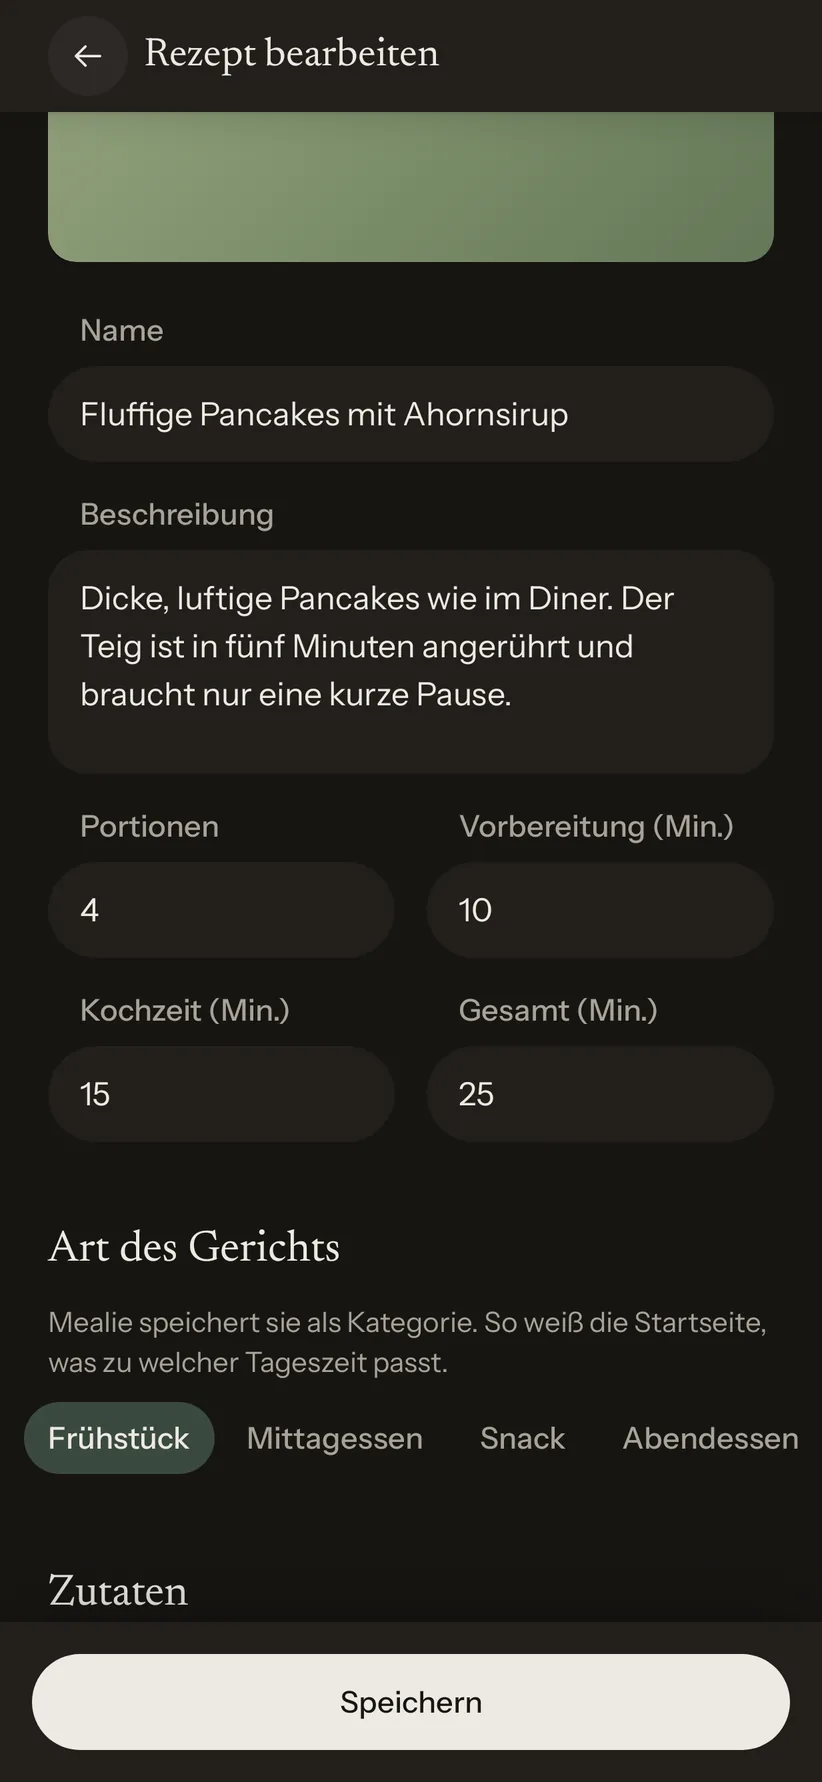 Rezept bearbeiten
Name
Fluffige Pancakes mit Ahornsirup
Beschreibung
Dicke, luftige Pancakes wie im Diner. Der
Teig ist in fünf Minuten angerührt und
braucht nur eine kurze Pause.
Portionen
Vorbereitung (Min.)
4
10
Kochzeit (Min.)
Gesamt (Min.)
15
25
Art des Gerichts
Mealie speichert sie als Kategorie. So weiß die Startseite,
was zu welcher Tageszeit passt.
Frühstück Mittagessen Snack Abendessen
Zutaten
Speichern